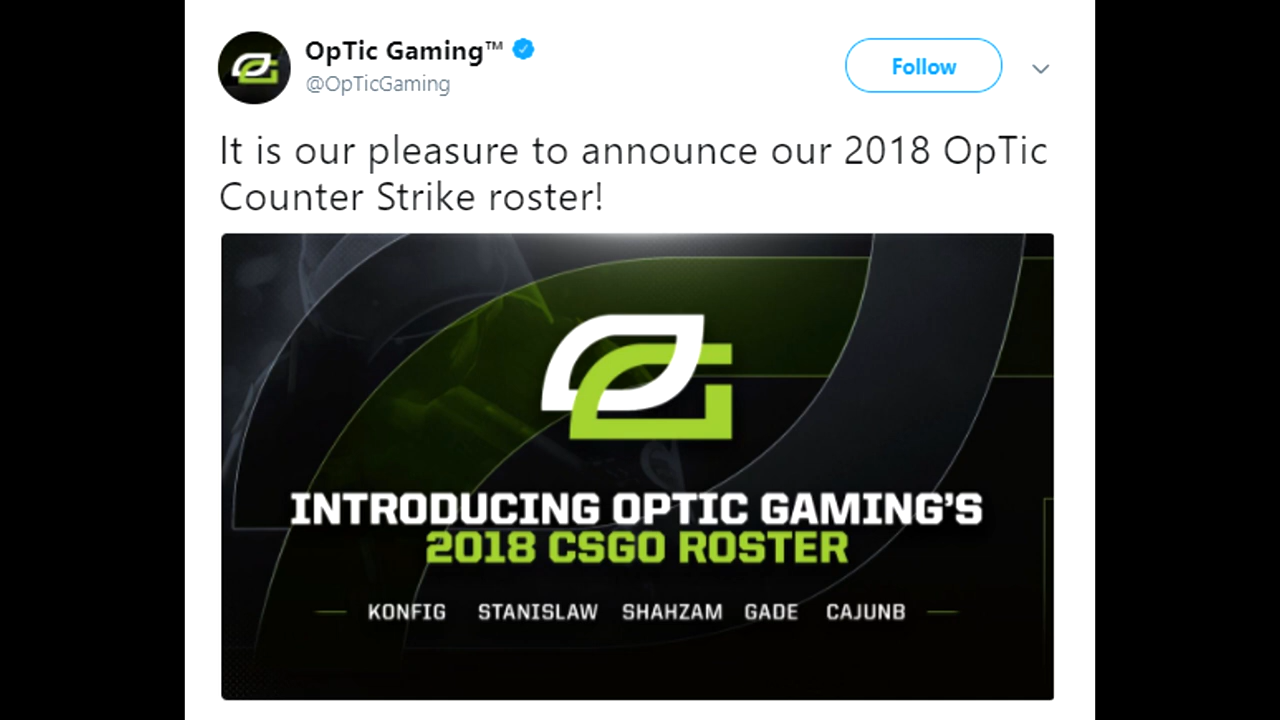 OpTic Gaming™
@OpTicGaming
Follow
It is our pleasure to announce our 2018 OpTic
Counter Strike roster!
INTRODUCING OPTIC GAMING'S
2018 CSGO ROSTER
KONFIG STANISLAW SHAHZAM GADE CAJUNB